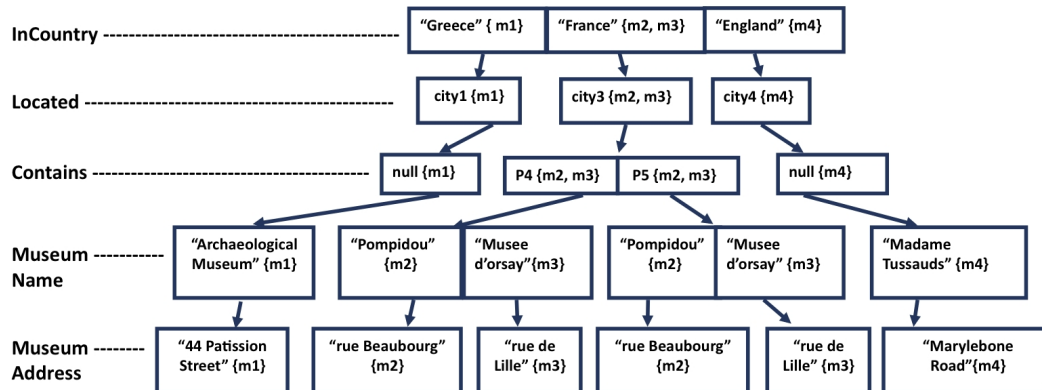 InCountry ------------------------------------ "Greece" { m1} "France" {m2, m3} "England" {m4}
Located -------------------------------------- city1 {m1} city3 {m2, m3} city4 {m4}
Contains ---------------------------------- null {m1} P4 {m2, m3} P5 {m2, m3} null {m4}
"Archaeological "Pompidou" "Musee "Pompidou" "Musee "Madame
Museum ----------- Museum" {m1} {m2} d'orsay"{m3} {m2} d'orsay" {m3} Tussauds" {m4}
Name
"44 Patission "rue Beaubourg" "rue de "rue Beaubourg" "rue de "Marylebone
Museum -------- Street" {m1} {m2} Lille" {m3} {m2} Lille" {m3} Road"{m4}
Address